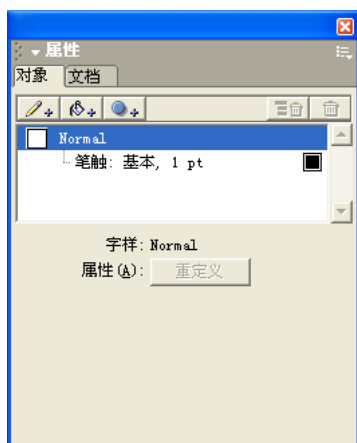 属性
对象 文档
Normal
笔触: 基本, 1 pt
字样: Normal
属性(A): 重定义